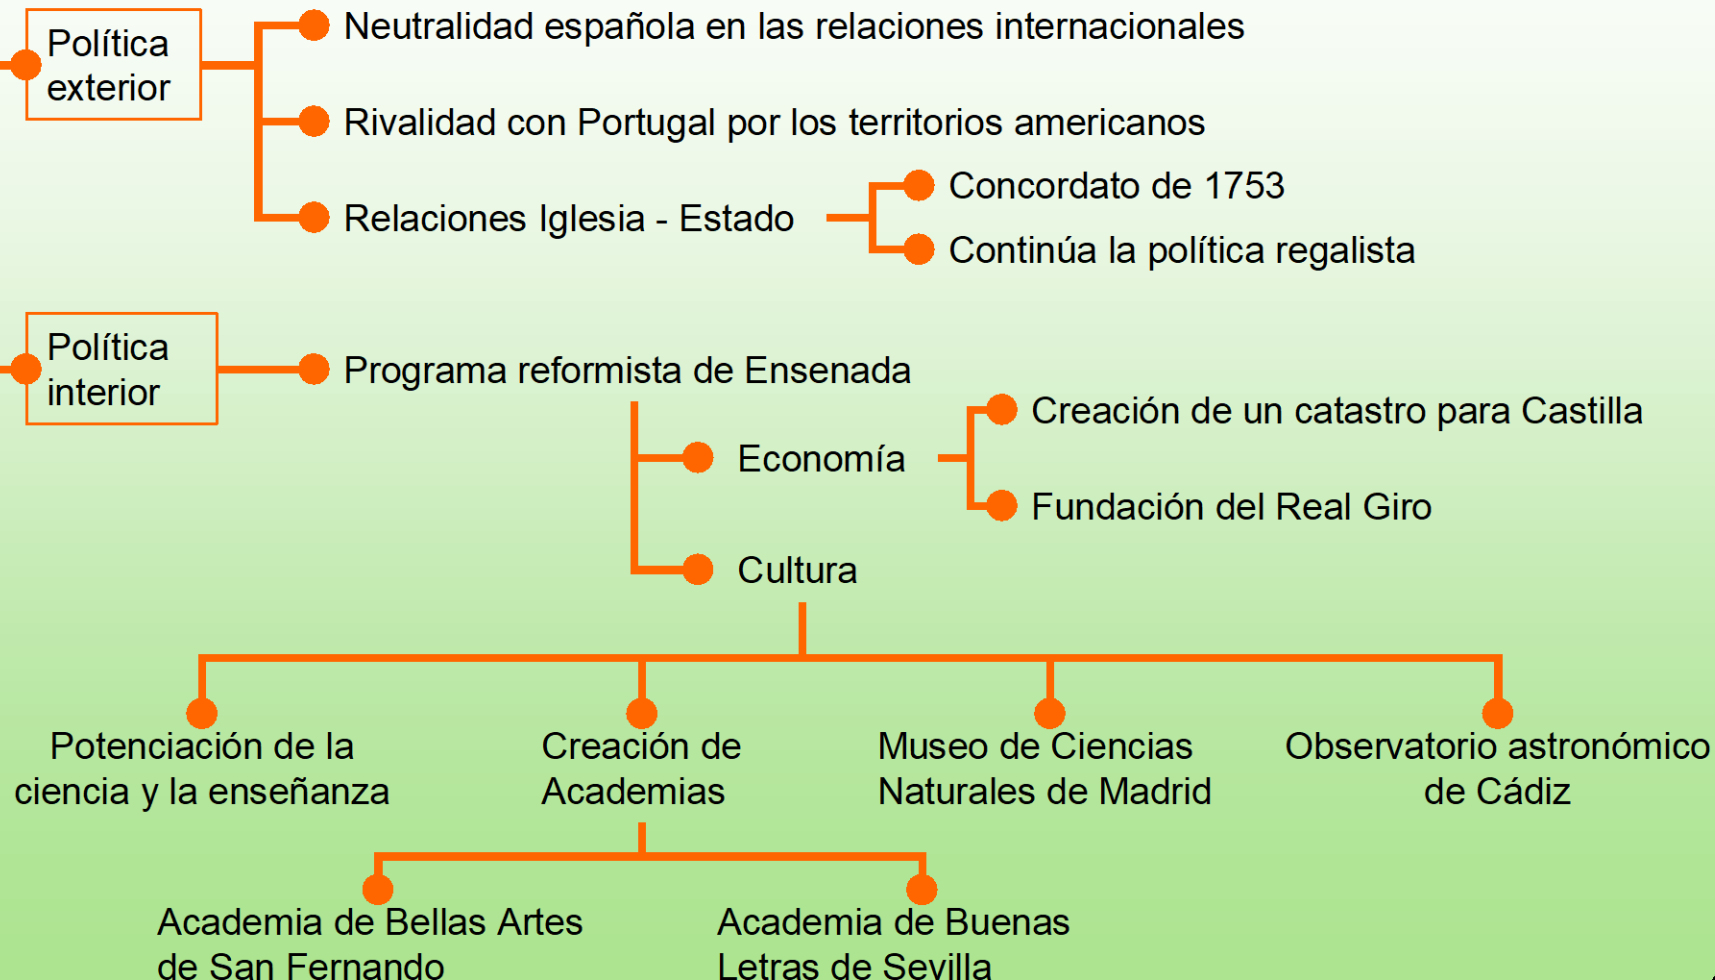 Política
exterior
Neutralidad española en las relaciones internacionales
Rivalidad con Portugal por los territorios americanos
Relaciones Iglesia - Estado
Concordato de 1753
Continúa la política regalista
Política
interior
Programa reformista de Ensenada
Economía
Creación de un catastro para Castilla
Fundación del Real Giro
Cultura
Potenciación de la
ciencia y la enseñanza
Creación de
Academias
Museo de Ciencias
Naturales de Madrid
Observatorio astronómico
de Cádiz
Academia de Bellas Artes
de San Fernando
Academia de Buenas
Letras de Sevilla